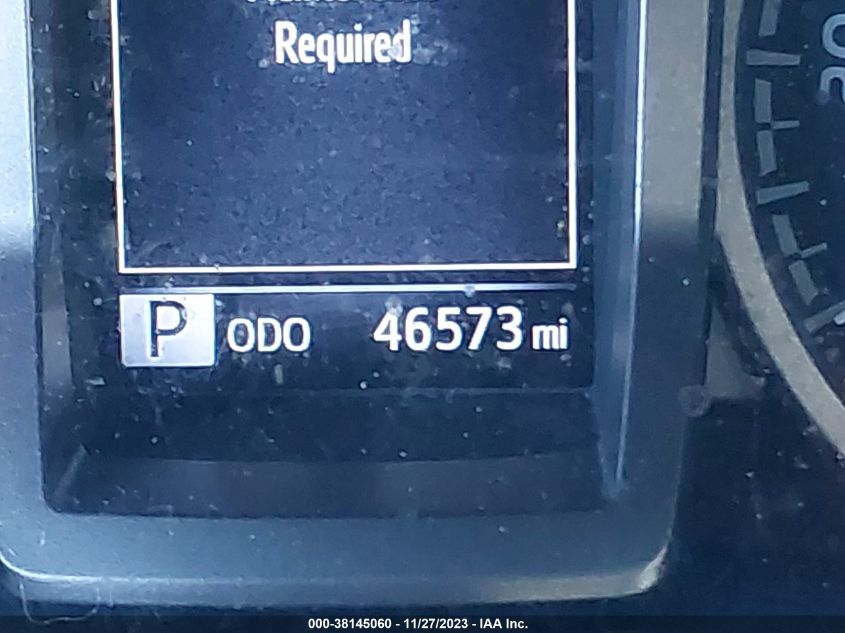 Required
P ODO 46573 mi
000-38145060 - 11/27/2023 - IAA Inc.